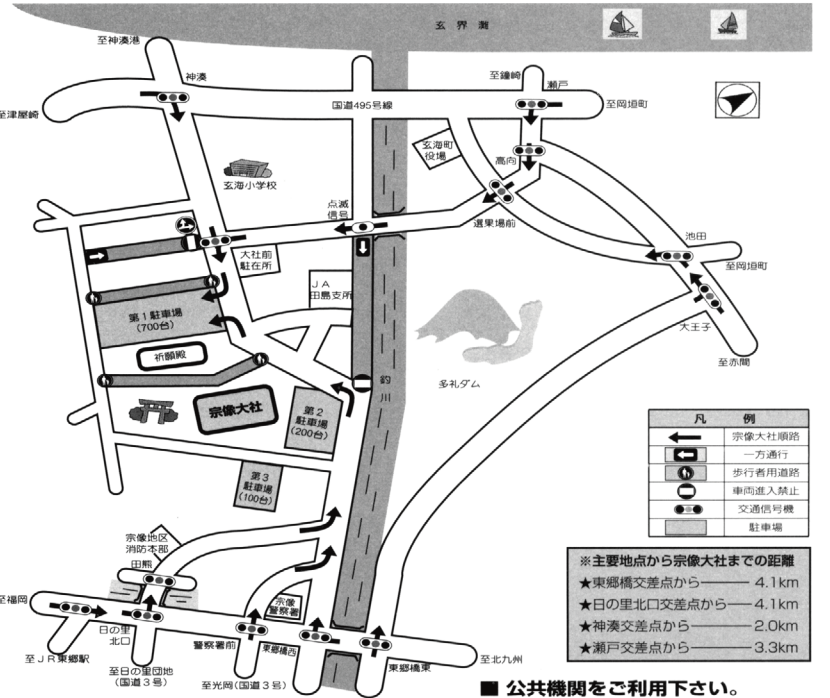 玄界灘
至神湊港
神湊
至津屋崎
国道495号線
至鐘崎
瀬戸
至岡垣町
玄海町
役場
高向
玄海小学校
点滅
信号
選果場前
池田
至岡垣町
大社前
駐在所
JA
田島支所
第1駐車場
(700台)
祈願殿
大王子
至赤間
釣川
多礼ダム
宗像大社
第2
駐車場
(200台)
第3
駐車場
(100台)
凡 例
宗像大社順路
一方通行
歩行者用道路
車両進入禁止
交通信号機
駐車場
宗像地区
消防本部
田熊
※主要地点から宗像大社までの距離
★東郷橋交差点から――― 4.1km
★日の里北口交差点から―― 4.1km
★神湊交差点から――― 2.0km
★瀬戸交差点から――― 3.3km
至福岡
日の里
北口
宗像
警察署
警察署前
東郷橋西
東郷橋東
至北九州
至JR東郷駅
至日の里団地
(国道3号)
至光岡(国道3号)
■ 公共機関をご利用下さい。